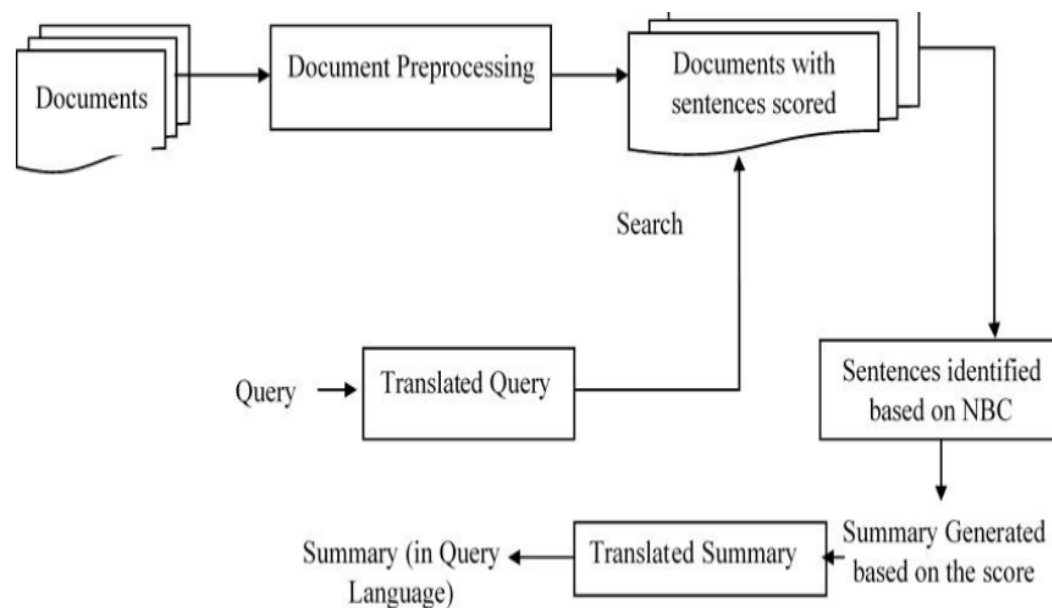 Documents
Document Preprocessing
Documents with
sentences scored
Search
Query
Translated Query
Sentences identified
based on NBC
Summary Generated
based on the score
Translated Summary
Summary (in Query
Language)